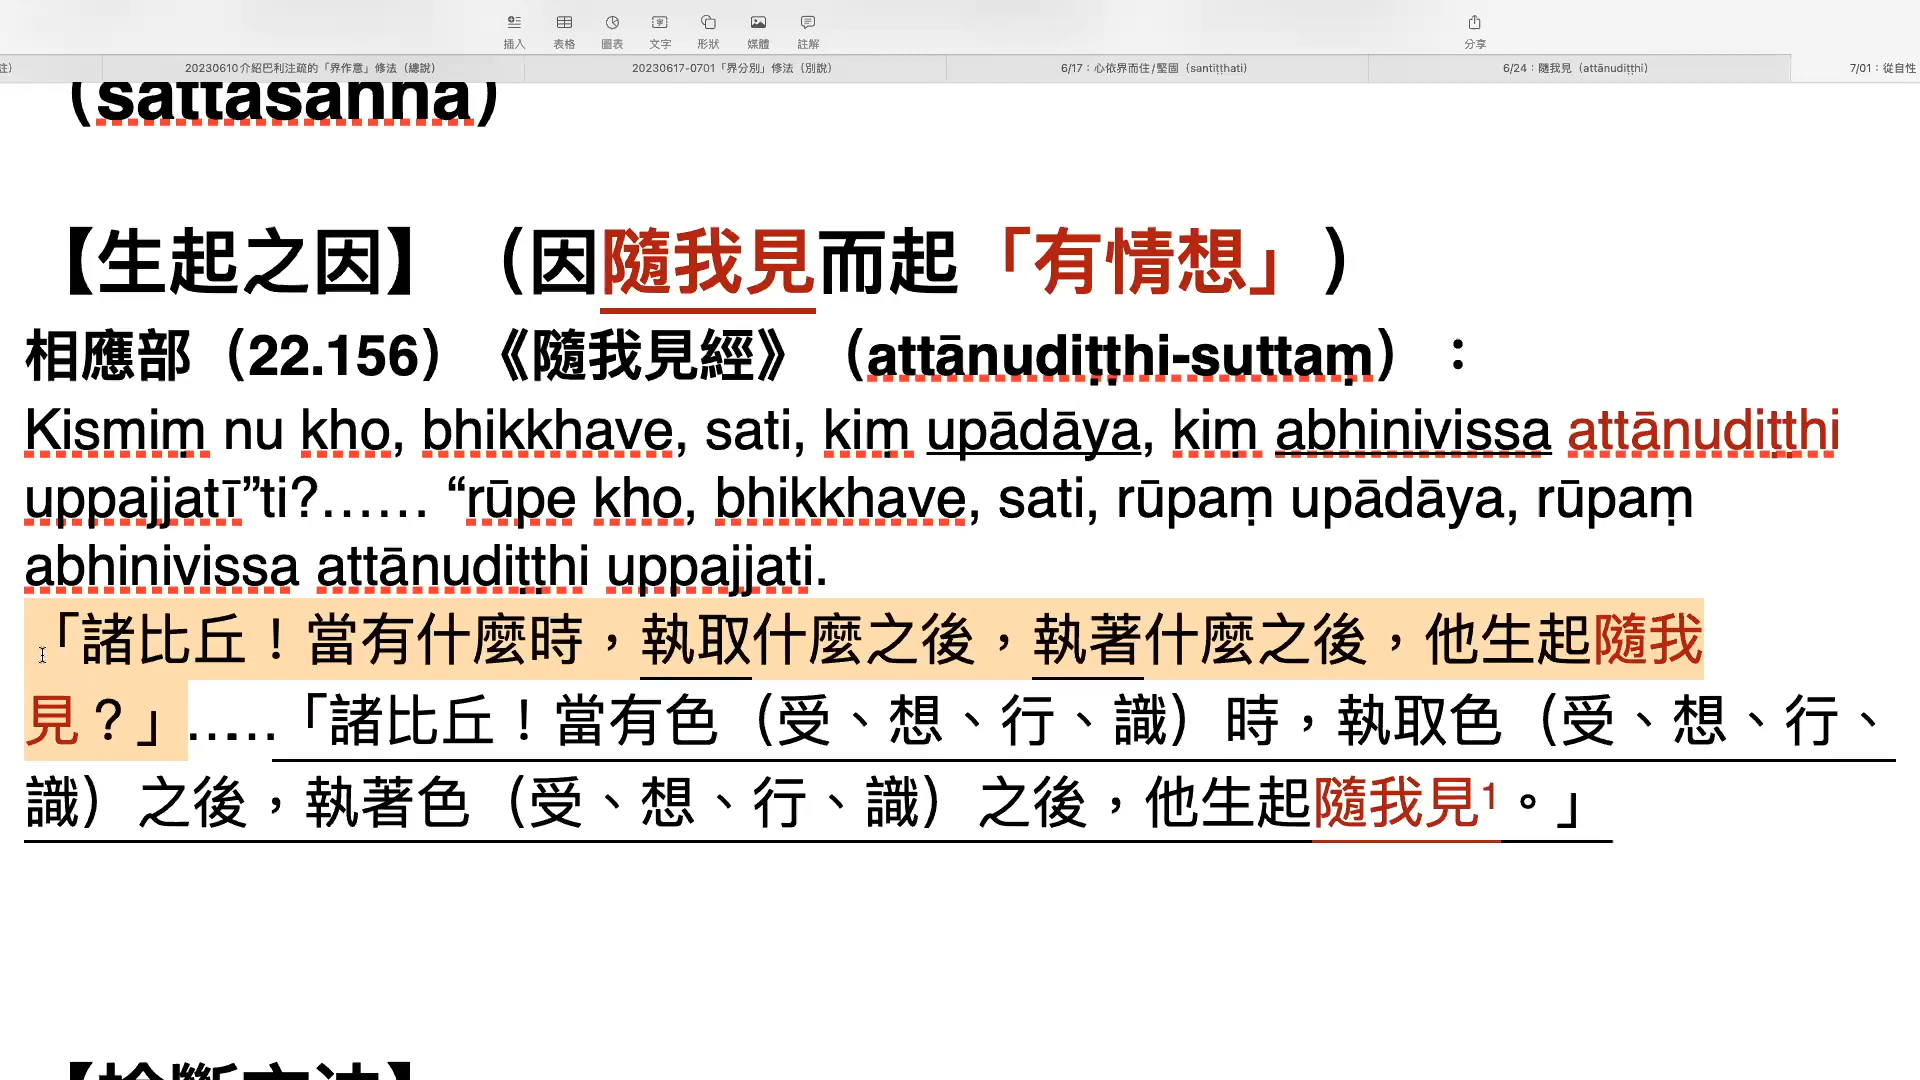 插入 表格 圖表 文字 形狀 媒體 註解 分享
註） 20230610介紹巴利注疏的「界作意」修法（總說） 20230617-0701「界分別」修法（別說） 6/17：心依界而住/堅固（santiṭṭhati） 6/24：隨我見（attānudiṭṭhi） 7/01：從自性
（sattasaññā）
【生起之因】（因隨我見而起「有情想」）
相應部（22.156）《隨我見經》（attānudiṭṭhi-suttaṃ）：
Kismiṃ nu kho, bhikkhave, sati, kiṃ upādāya, kiṃ abhinivissa attānudiṭṭhi
uppajjatī”ti?…… “rūpe kho, bhikkhave, sati, rūpaṃ upādāya, rūpaṃ
abhinivissa attānudiṭṭhi uppajjati.
「諸比丘！當有什麼時，執取什麼之後，執著什麼之後，他生起隨我
見？」……「諸比丘！當有色（受、想、行、識）時，執取色（受、想、行、
識）之後，執著色（受、想、行、識）之後，他生起隨我見1。」
【捨斷方法】